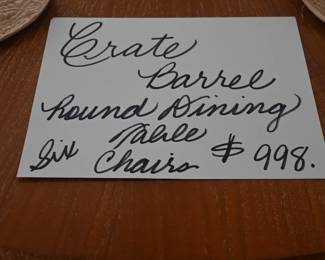 Crate
Barrel
Round Dining
Table
Six Chairs $998.